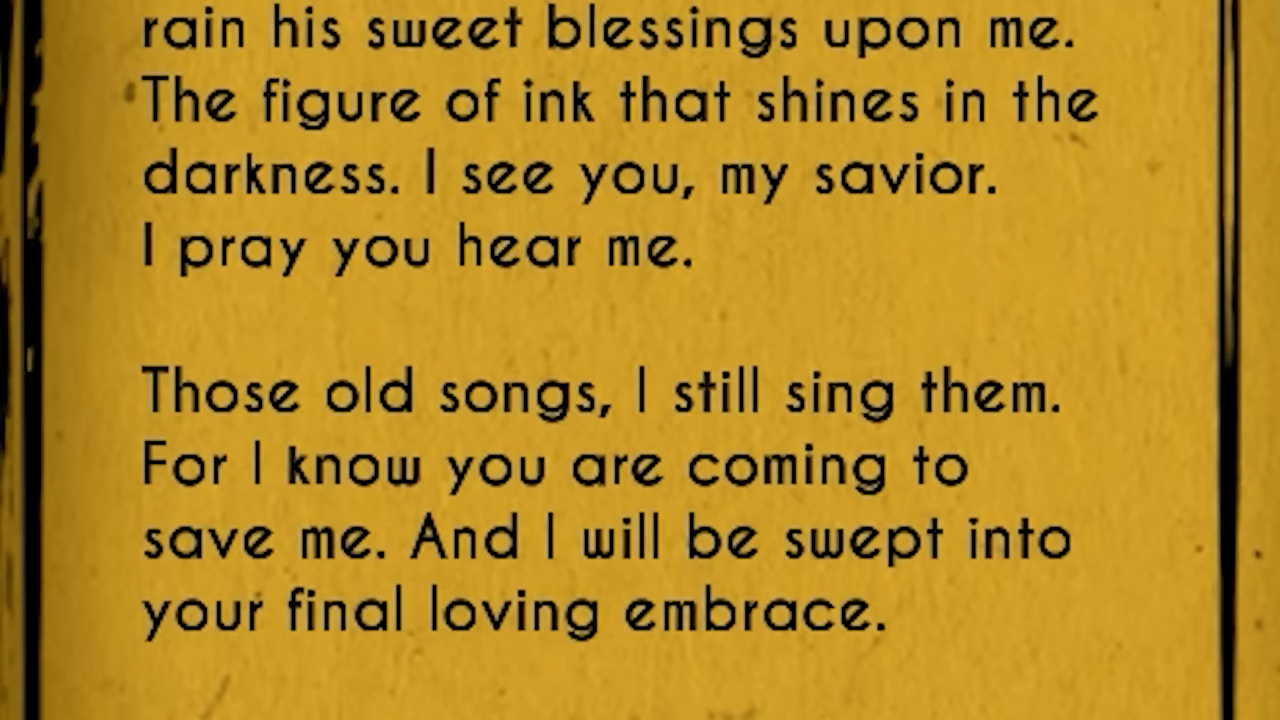 rain his sweet blessings upon me.
The figure of ink that shines in the
darkness. I see you, my savior.
I pray you hear me.
Those old songs, I still sing them.
For I know you are coming to
save me. And I will be swept into
your final loving embrace.